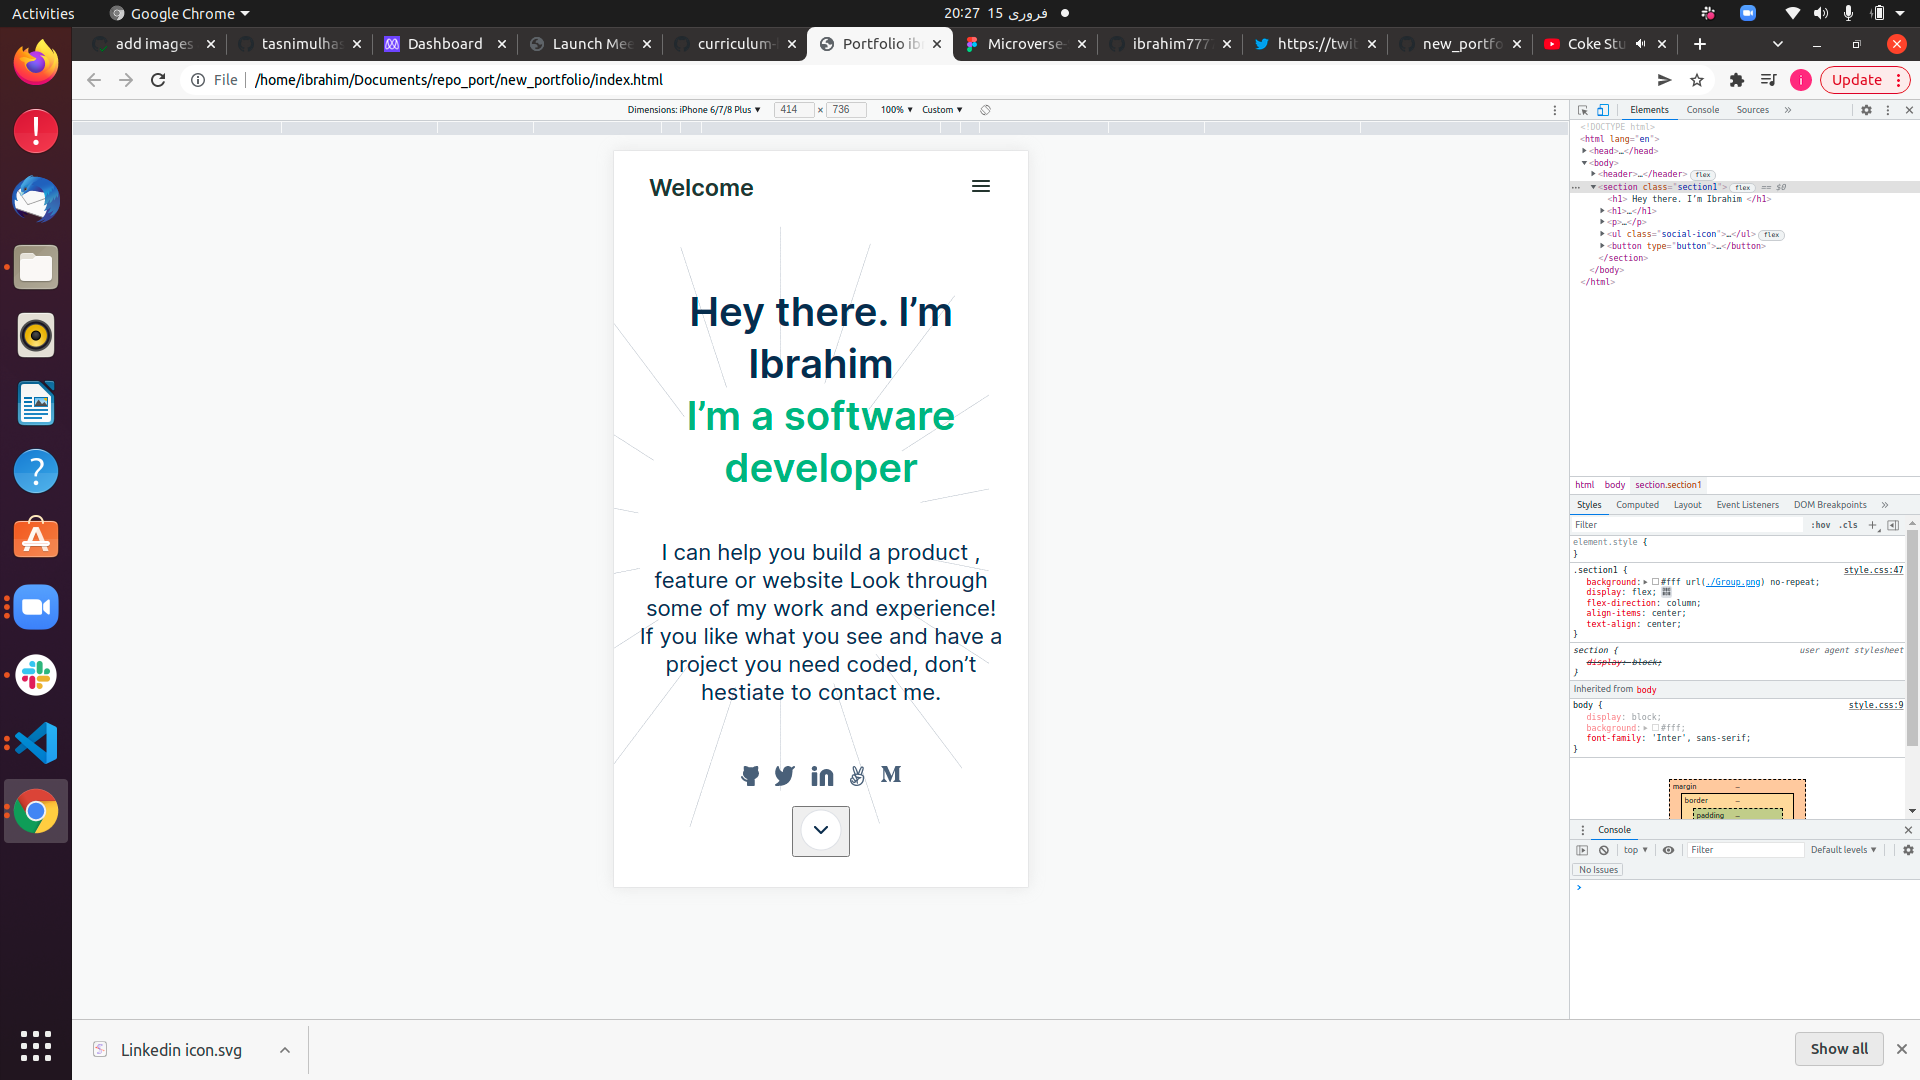 Activities
Google Chrome
20:27 15 فروری
add images
tasnimulhas
Dashboard
Launch Mee
curriculum-
Portfolio ibr
Microverse-
ibrahim777
https://twit
new_portfo
Coke Stu
File
/home/ibrahim/Documents/repo_port/new_portfolio/index.html
Update
Dimensions: iPhone 6/7/8 Plus ▼ 414 × 736 100% ▼ Custom ▼
Welcome
Hey there. I’m
Ibrahim
I’m a software
developer
I can help you build a product ,
feature or website Look through
some of my work and experience!
If you like what you see and have a
project you need coded, don’t
hestiate to contact me.
Elements Console Sources »
<!DOCTYPE html>
<html lang="en">
<head>…</head>
<body>
<header>…</header> flex
<section class="section1"> flex == $0
<h1> Hey there. I’m Ibrahim </h1>
<h1>…</h1>
<p>…</p>
<ul class="social-icon">…</ul> flex
<button type="button">…</button>
</section>
</body>
</html>
html body section.section1
Styles Computed Layout Event Listeners DOM Breakpoints »
Filter :hov .cls +
element.style {
}
.section1 { style.css:47
background: #fff url(./Group.png) no-repeat;
display: flex;
flex-direction: column;
align-items: center;
text-align: center;
}
section { user agent stylesheet
display: block;
}
Inherited from body
body { style.css:9
display: block;
background: #fff;
font-family: 'Inter', sans-serif;
}
margin –
border –
padding –
Console
top ▼ Filter Default levels ▼
No Issues
Linkedin icon.svg
Show all